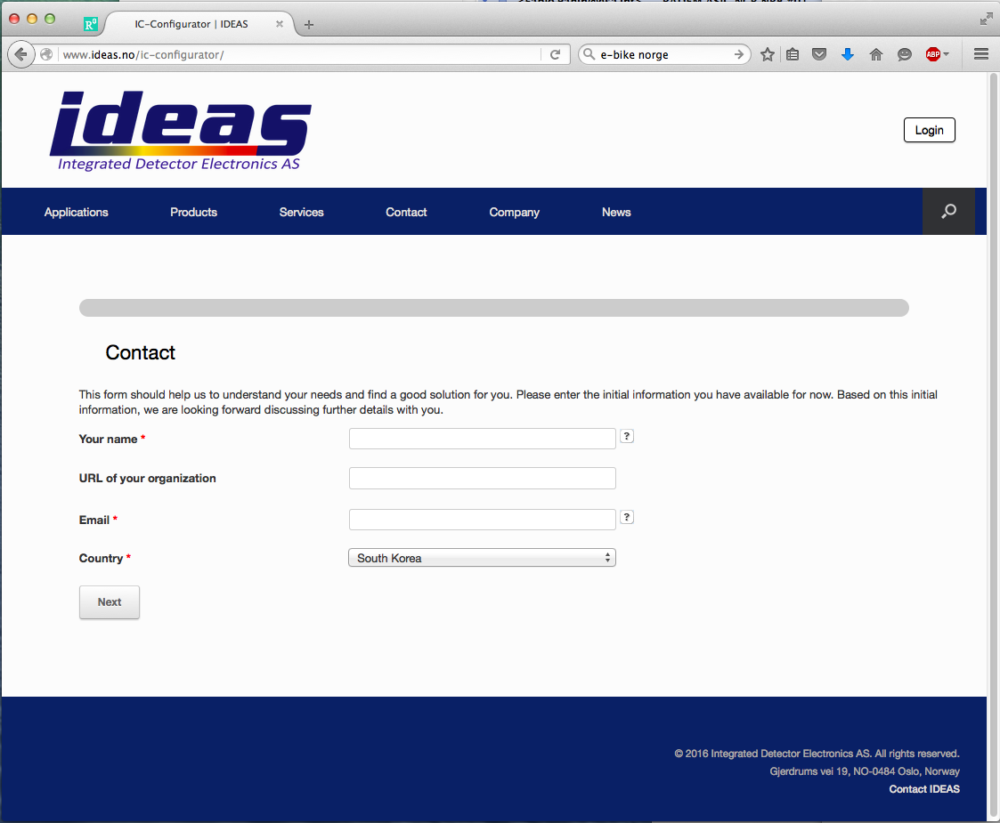 IC-Configurator | IDEAS
www.ideas.no/ic-configurator/
e-bike norge
ABP
ideas
Integrated Detector Electronics AS
Login
Applications Products Services Contact Company News
Contact
This form should help us to understand your needs and find a good solution for you. Please enter the initial information you have available for now. Based on this initial
information, we are looking forward discussing further details with you.
Your name * ?
URL of your organization
Email * ?
Country * South Korea
Next
© 2016 Integrated Detector Electronics AS. All rights reserved.
Gjerdrums vei 19, NO-0484 Oslo, Norway
Contact IDEAS